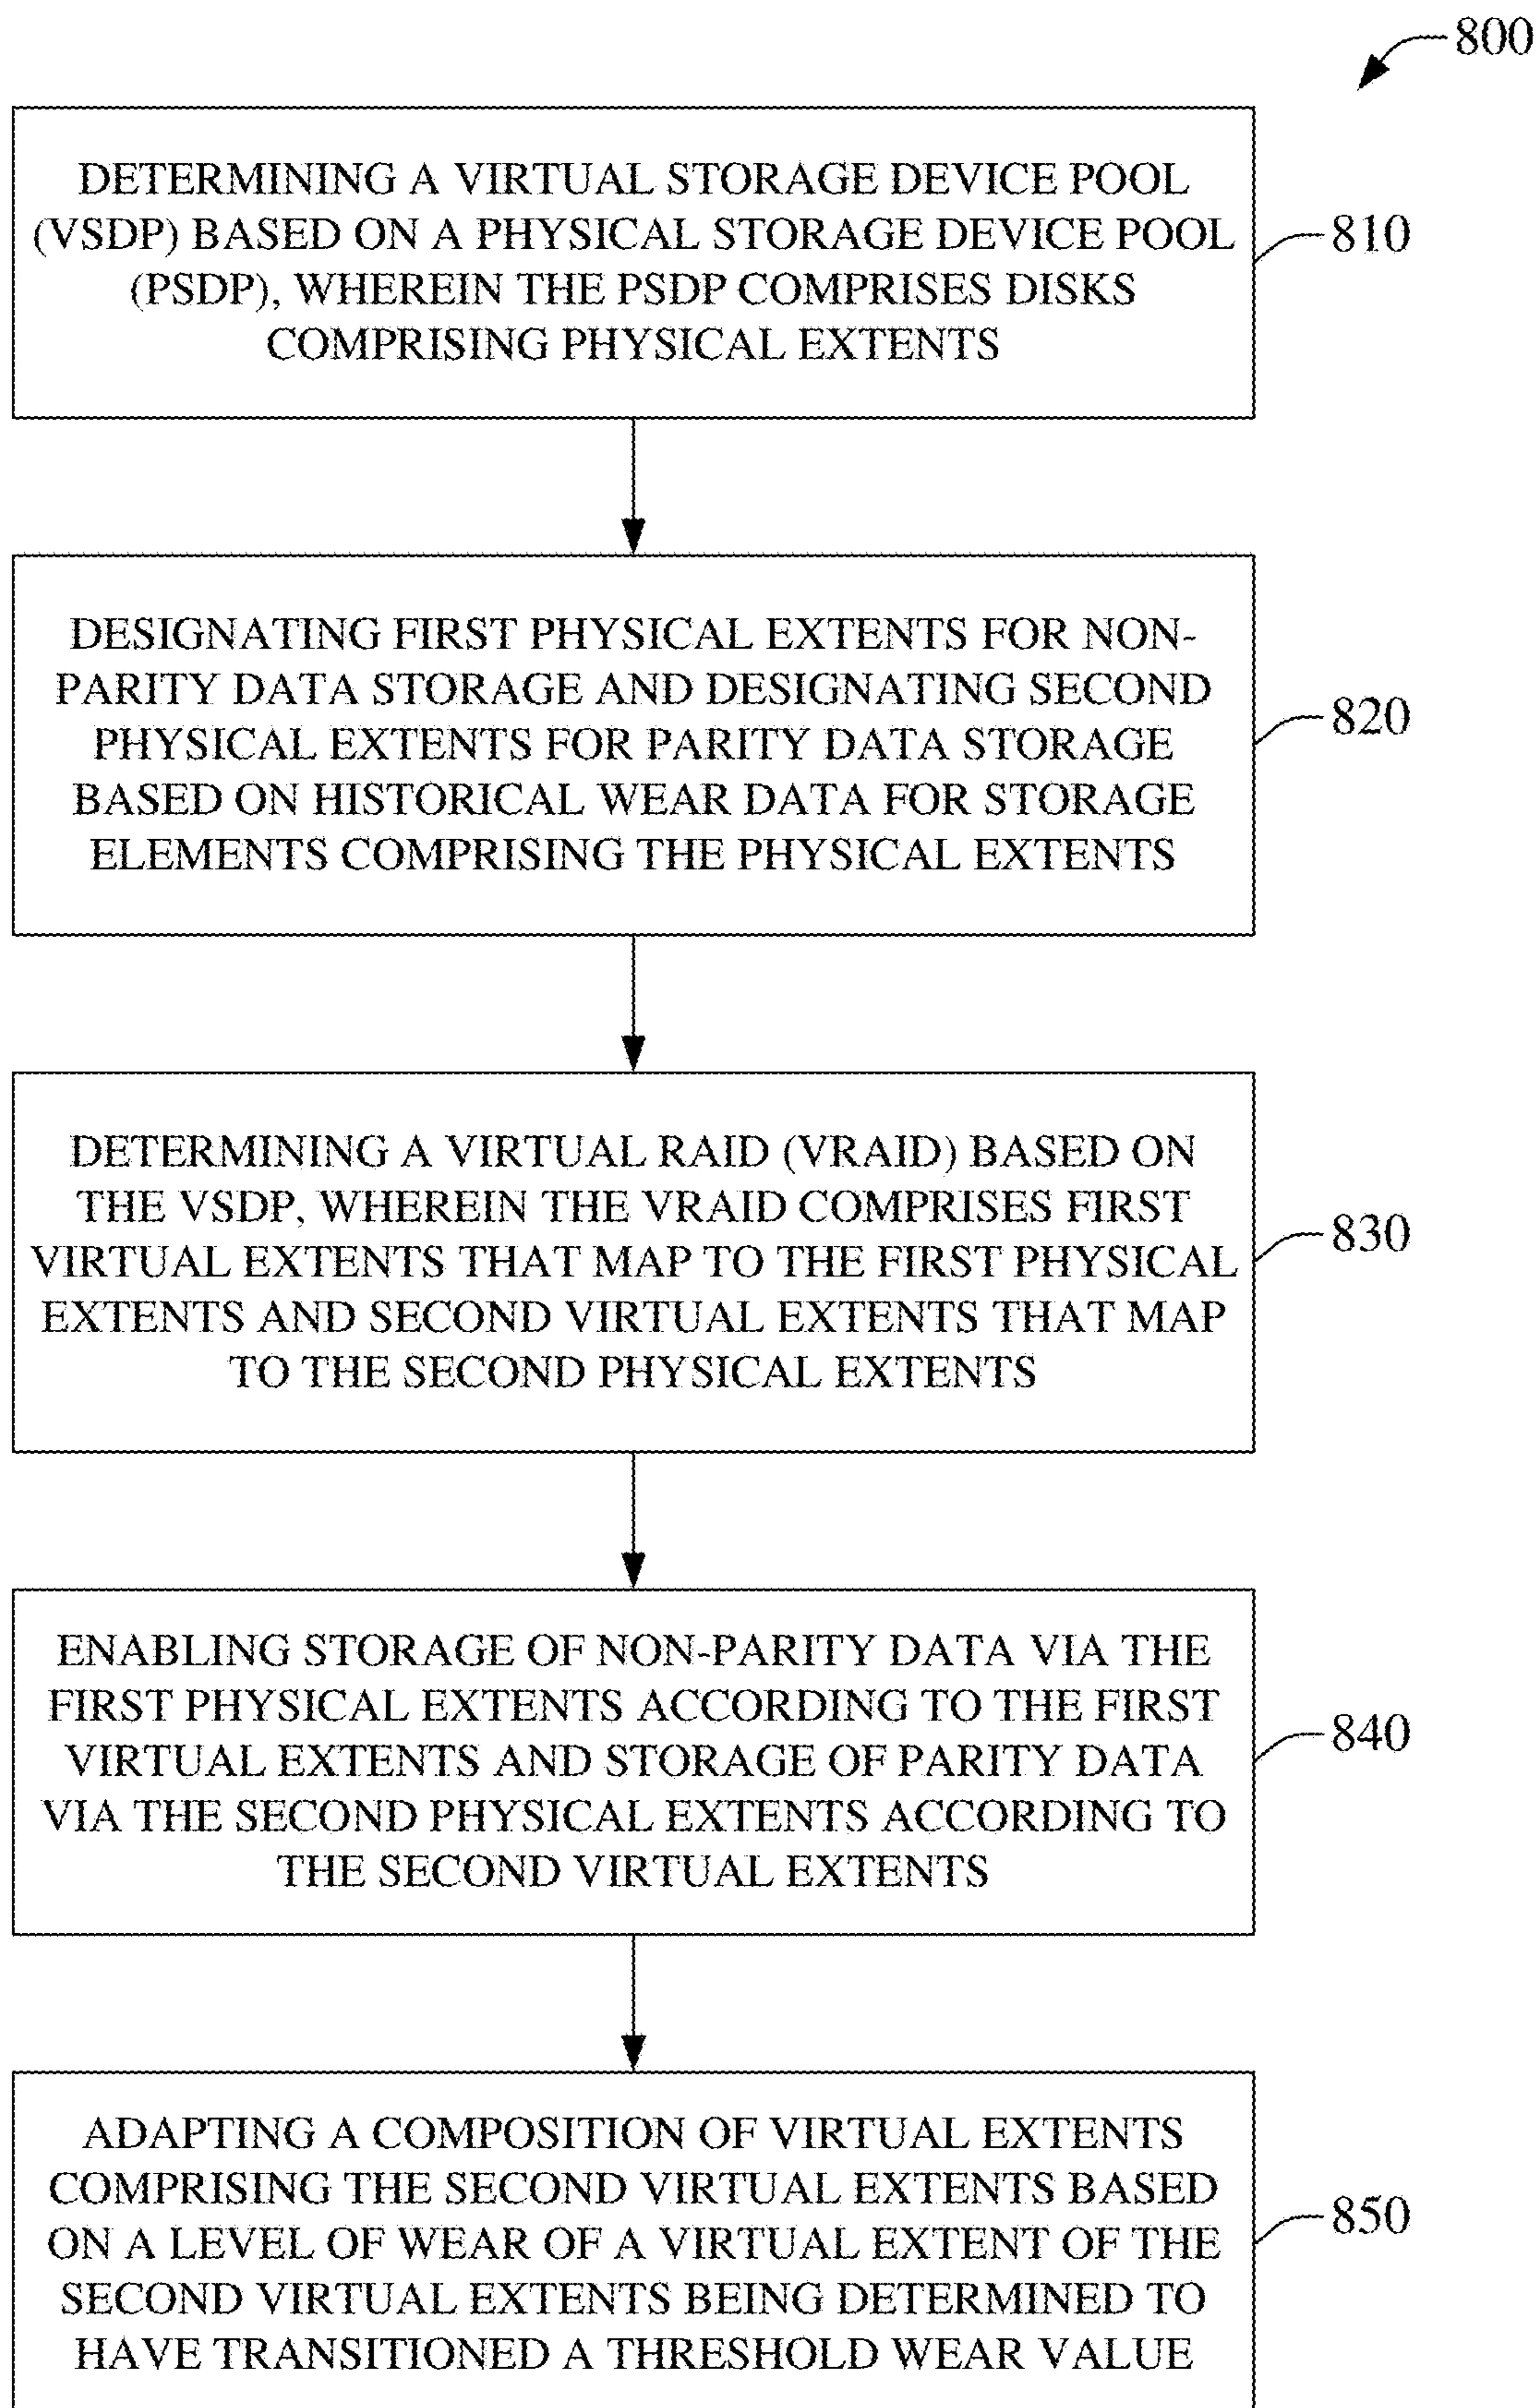 800
DETERMINING A VIRTUAL STORAGE DEVICE POOL
(VSDP) BASED ON A PHYSICAL STORAGE DEVICE POOL
(PSDP), WHEREIN THE PSDP COMPRISES DISKS
COMPRISING PHYSICAL EXTENTS
810
DESIGNATING FIRST PHYSICAL EXTENTS FOR NON-
PARITY DATA STORAGE AND DESIGNATING SECOND
PHYSICAL EXTENTS FOR PARITY DATA STORAGE
BASED ON HISTORICAL WEAR DATA FOR STORAGE
ELEMENTS COMPRISING THE PHYSICAL EXTENTS
820
DETERMINING A VIRTUAL RAID (VRAID) BASED ON
THE VSDP, WHEREIN THE VRAID COMPRISES FIRST
VIRTUAL EXTENTS THAT MAP TO THE FIRST PHYSICAL
EXTENTS AND SECOND VIRTUAL EXTENTS THAT MAP
TO THE SECOND PHYSICAL EXTENTS
830
ENABLING STORAGE OF NON-PARITY DATA VIA THE
FIRST PHYSICAL EXTENTS ACCORDING TO THE FIRST
VIRTUAL EXTENTS AND STORAGE OF PARITY DATA
VIA THE SECOND PHYSICAL EXTENTS ACCORDING TO
THE SECOND VIRTUAL EXTENTS
840
ADAPTING A COMPOSITION OF VIRTUAL EXTENTS
COMPRISING THE SECOND VIRTUAL EXTENTS BASED
ON A LEVEL OF WEAR OF A VIRTUAL EXTENT OF THE
SECOND VIRTUAL EXTENTS BEING DETERMINED TO
HAVE TRANSITIONED A THRESHOLD WEAR VALUE
850